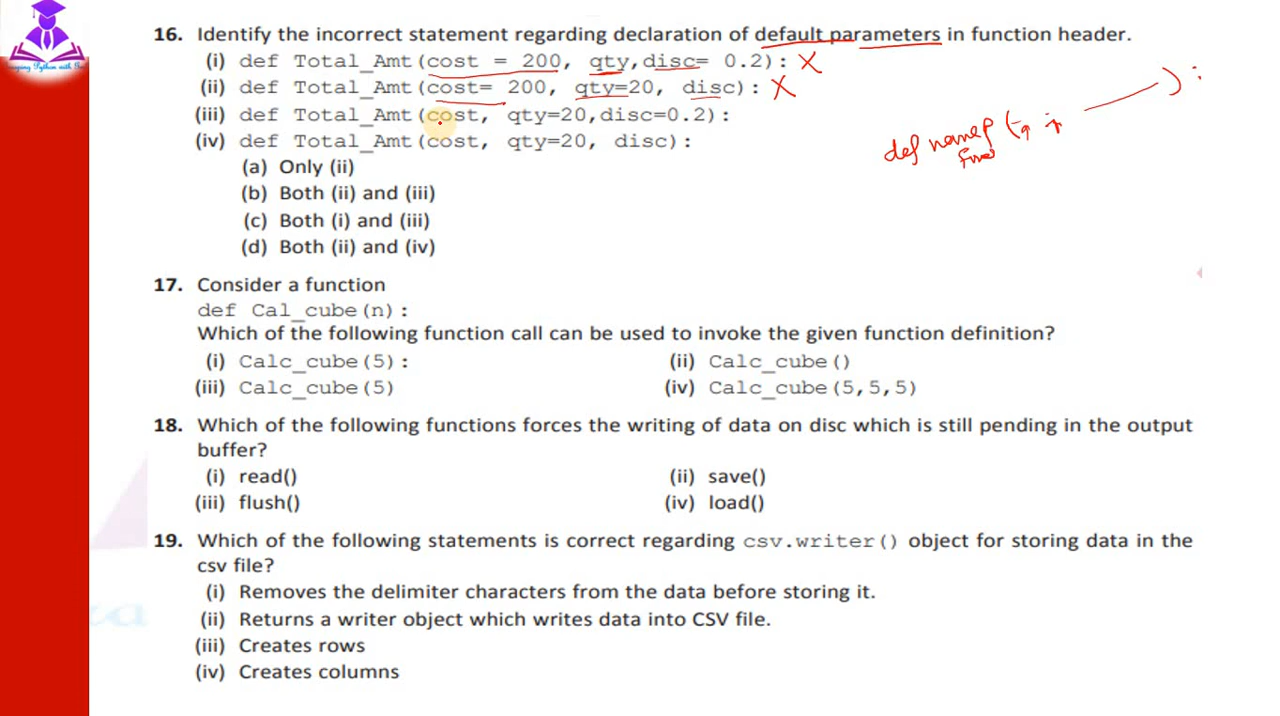 16. Identify the incorrect statement regarding declaration of default parameters in function header.
(i) def Total_Amt(cost = 200, qty,disc= 0.2): X
(ii) def Total_Amt(cost= 200, qty=20, disc): X
(iii) def Total_Amt(cost, qty=20,disc=0.2):
(iv) def Total_Amt(cost, qty=20, disc):
(a) Only (ii)
(b) Both (ii) and (iii)
(c) Both (i) and (iii)
(d) Both (ii) and (iv)
17. Consider a function
def Cal_cube(n):
Which of the following function call can be used to invoke the given function definition?
(i) Calc_cube(5): (ii) Calc_cube()
(iii) Calc_cube(5) (iv) Calc_cube(5,5,5)
18. Which of the following functions forces the writing of data on disc which is still pending in the output
buffer?
(i) read() (ii) save()
(iii) flush() (iv) load()
19. Which of the following statements is correct regarding csv.writer() object for storing data in the
csv file?
(i) Removes the delimiter characters from the data before storing it.
(ii) Returns a writer object which writes data into CSV file.
(iii) Creates rows
(iv) Creates columns